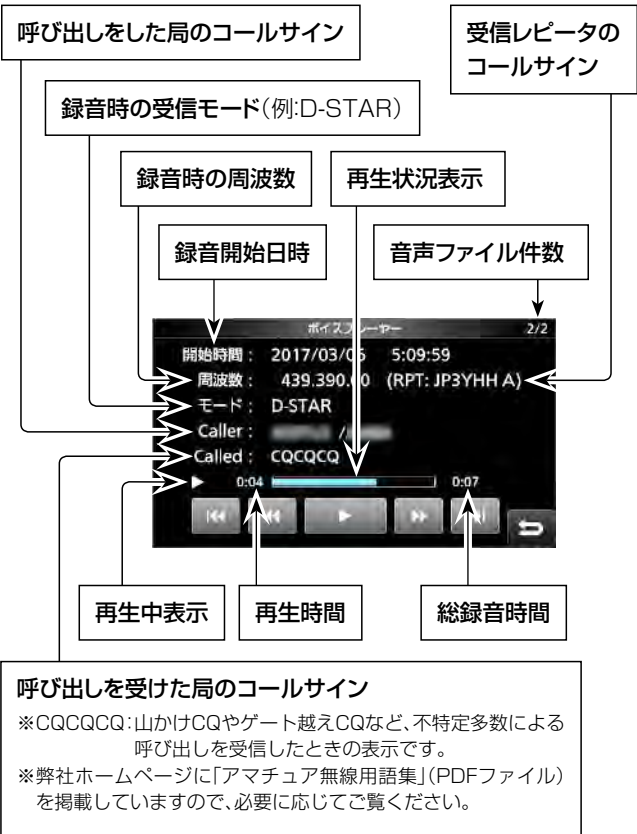 呼び出しをした局のコールサイン
受信レピータの
コールサイン
録音時の受信モード(例:D-STAR)
録音時の周波数
再生状況表示
録音開始日時
音声ファイル件数
ボイスプレーヤー 2/2
開始時間: 2017/03/06 5:09:59
周波数: 439.390.00 (RPT: JP3YHH A)
モード: D-STAR
Caller: /
Called: CQCQCQ
0:04 0:07
再生中表示
再生時間
総録音時間
呼び出しを受けた局のコールサイン
※CQCQCQ:山かけCQやゲート越えCQなど、不特定多数による
呼び出しを受信したときの表示です。
※弊社ホームページに「アマチュア無線用語集」(PDFファイル)
を掲載していますので、必要に応じてご覧ください。